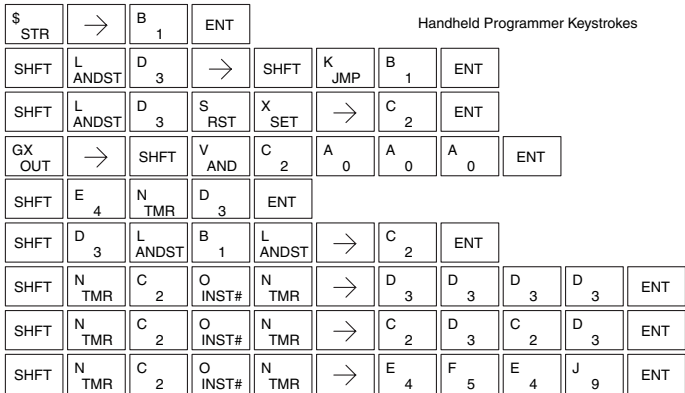 Handheld Programmer Keystrokes
$ STR → B 1 ENT
SHFT L ANDST D 3 → SHFT K JMP B 1 ENT
SHFT L ANDST D 3 S RST X SET → C 2 ENT
GX OUT → SHFT V AND C 2 A 0 A 0 A 0 ENT
SHFT E 4 N TMR D 3 ENT
SHFT D 3 L ANDST B 1 L ANDST → C 2 ENT
SHFT N TMR C 2 O INST# N TMR → D 3 D 3 D 3 D 3 ENT
SHFT N TMR C 2 O INST# N TMR → C 2 D 3 C 2 D 3 ENT
SHFT N TMR C 2 O INST# N TMR → E 4 F 5 E 4 J 9 ENT